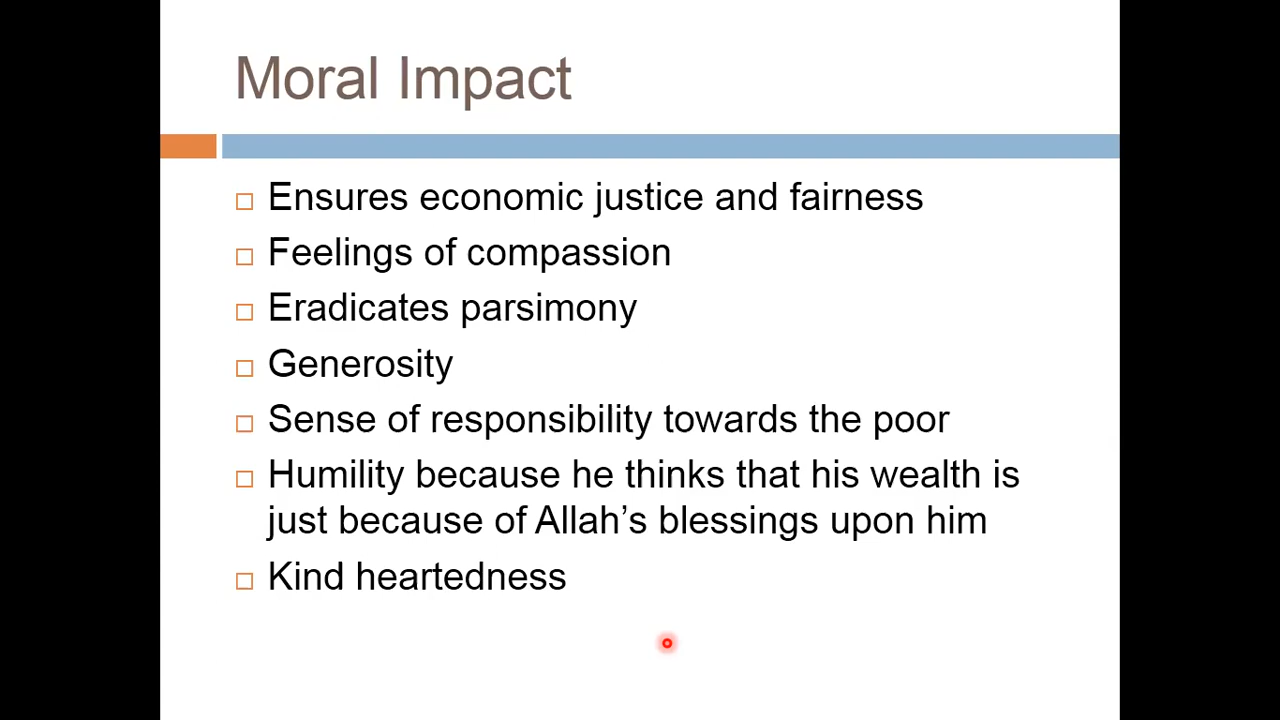 Moral Impact
Ensures economic justice and fairness
Feelings of compassion
Eradicates parsimony
Generosity
Sense of responsibility towards the poor
Humility because he thinks that his wealth is
just because of Allah’s blessings upon him
Kind heartedness